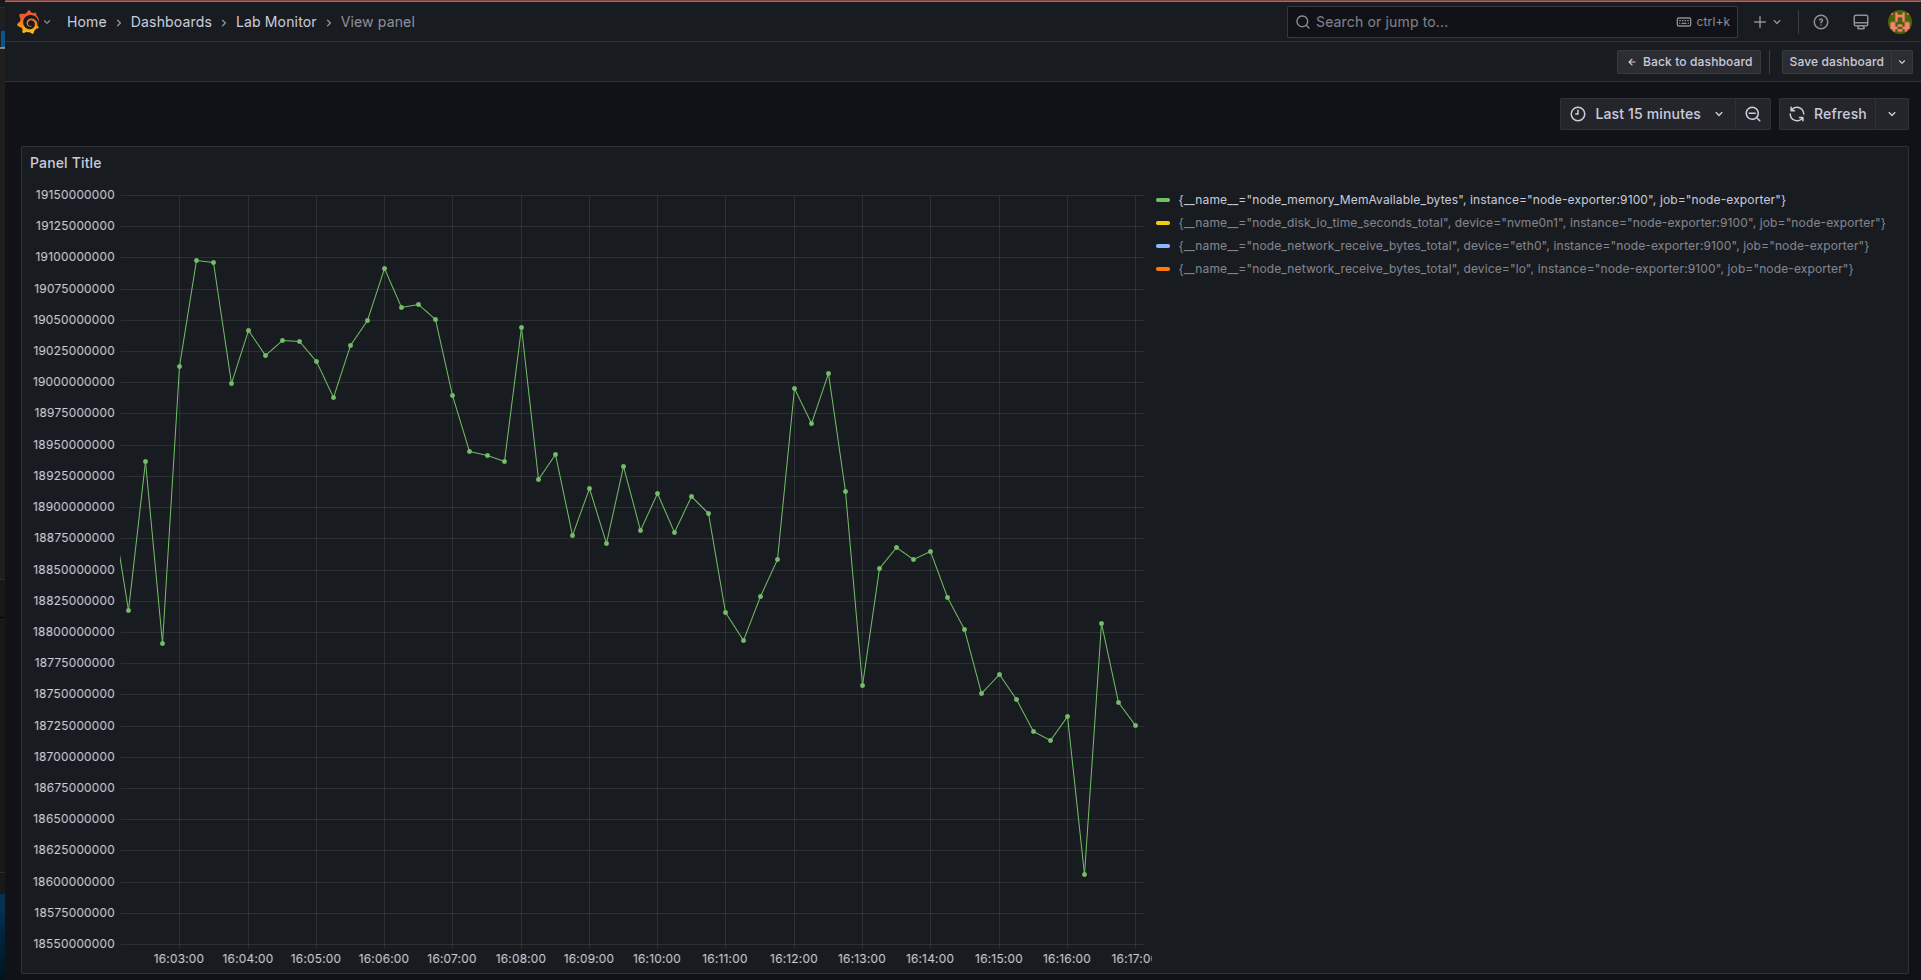 Home › Dashboards › Lab Monitor › View panel
Search or jump to...
ctrl+k
Back to dashboard
Save dashboard
Last 15 minutes
Refresh
Panel Title
19150000000
19125000000
19100000000
19075000000
19050000000
19025000000
19000000000
18975000000
18950000000
18925000000
18900000000
18875000000
18850000000
18825000000
18800000000
18775000000
18750000000
18725000000
18700000000
18675000000
18650000000
18625000000
18600000000
18575000000
18550000000
16:03:00 16:04:00 16:05:00 16:06:00 16:07:00 16:08:00 16:09:00 16:10:00 16:11:00 16:12:00 16:13:00 16:14:00 16:15:00 16:16:00 16:17:0
{__name__="node_memory_MemAvailable_bytes", instance="node-exporter:9100", job="node-exporter"}
{__name__="node_disk_io_time_seconds_total", device="nvme0n1", instance="node-exporter:9100", job="node-exporter"}
{__name__="node_network_receive_bytes_total", device="eth0", instance="node-exporter:9100", job="node-exporter"}
{__name__="node_network_receive_bytes_total", device="lo", instance="node-exporter:9100", job="node-exporter"}